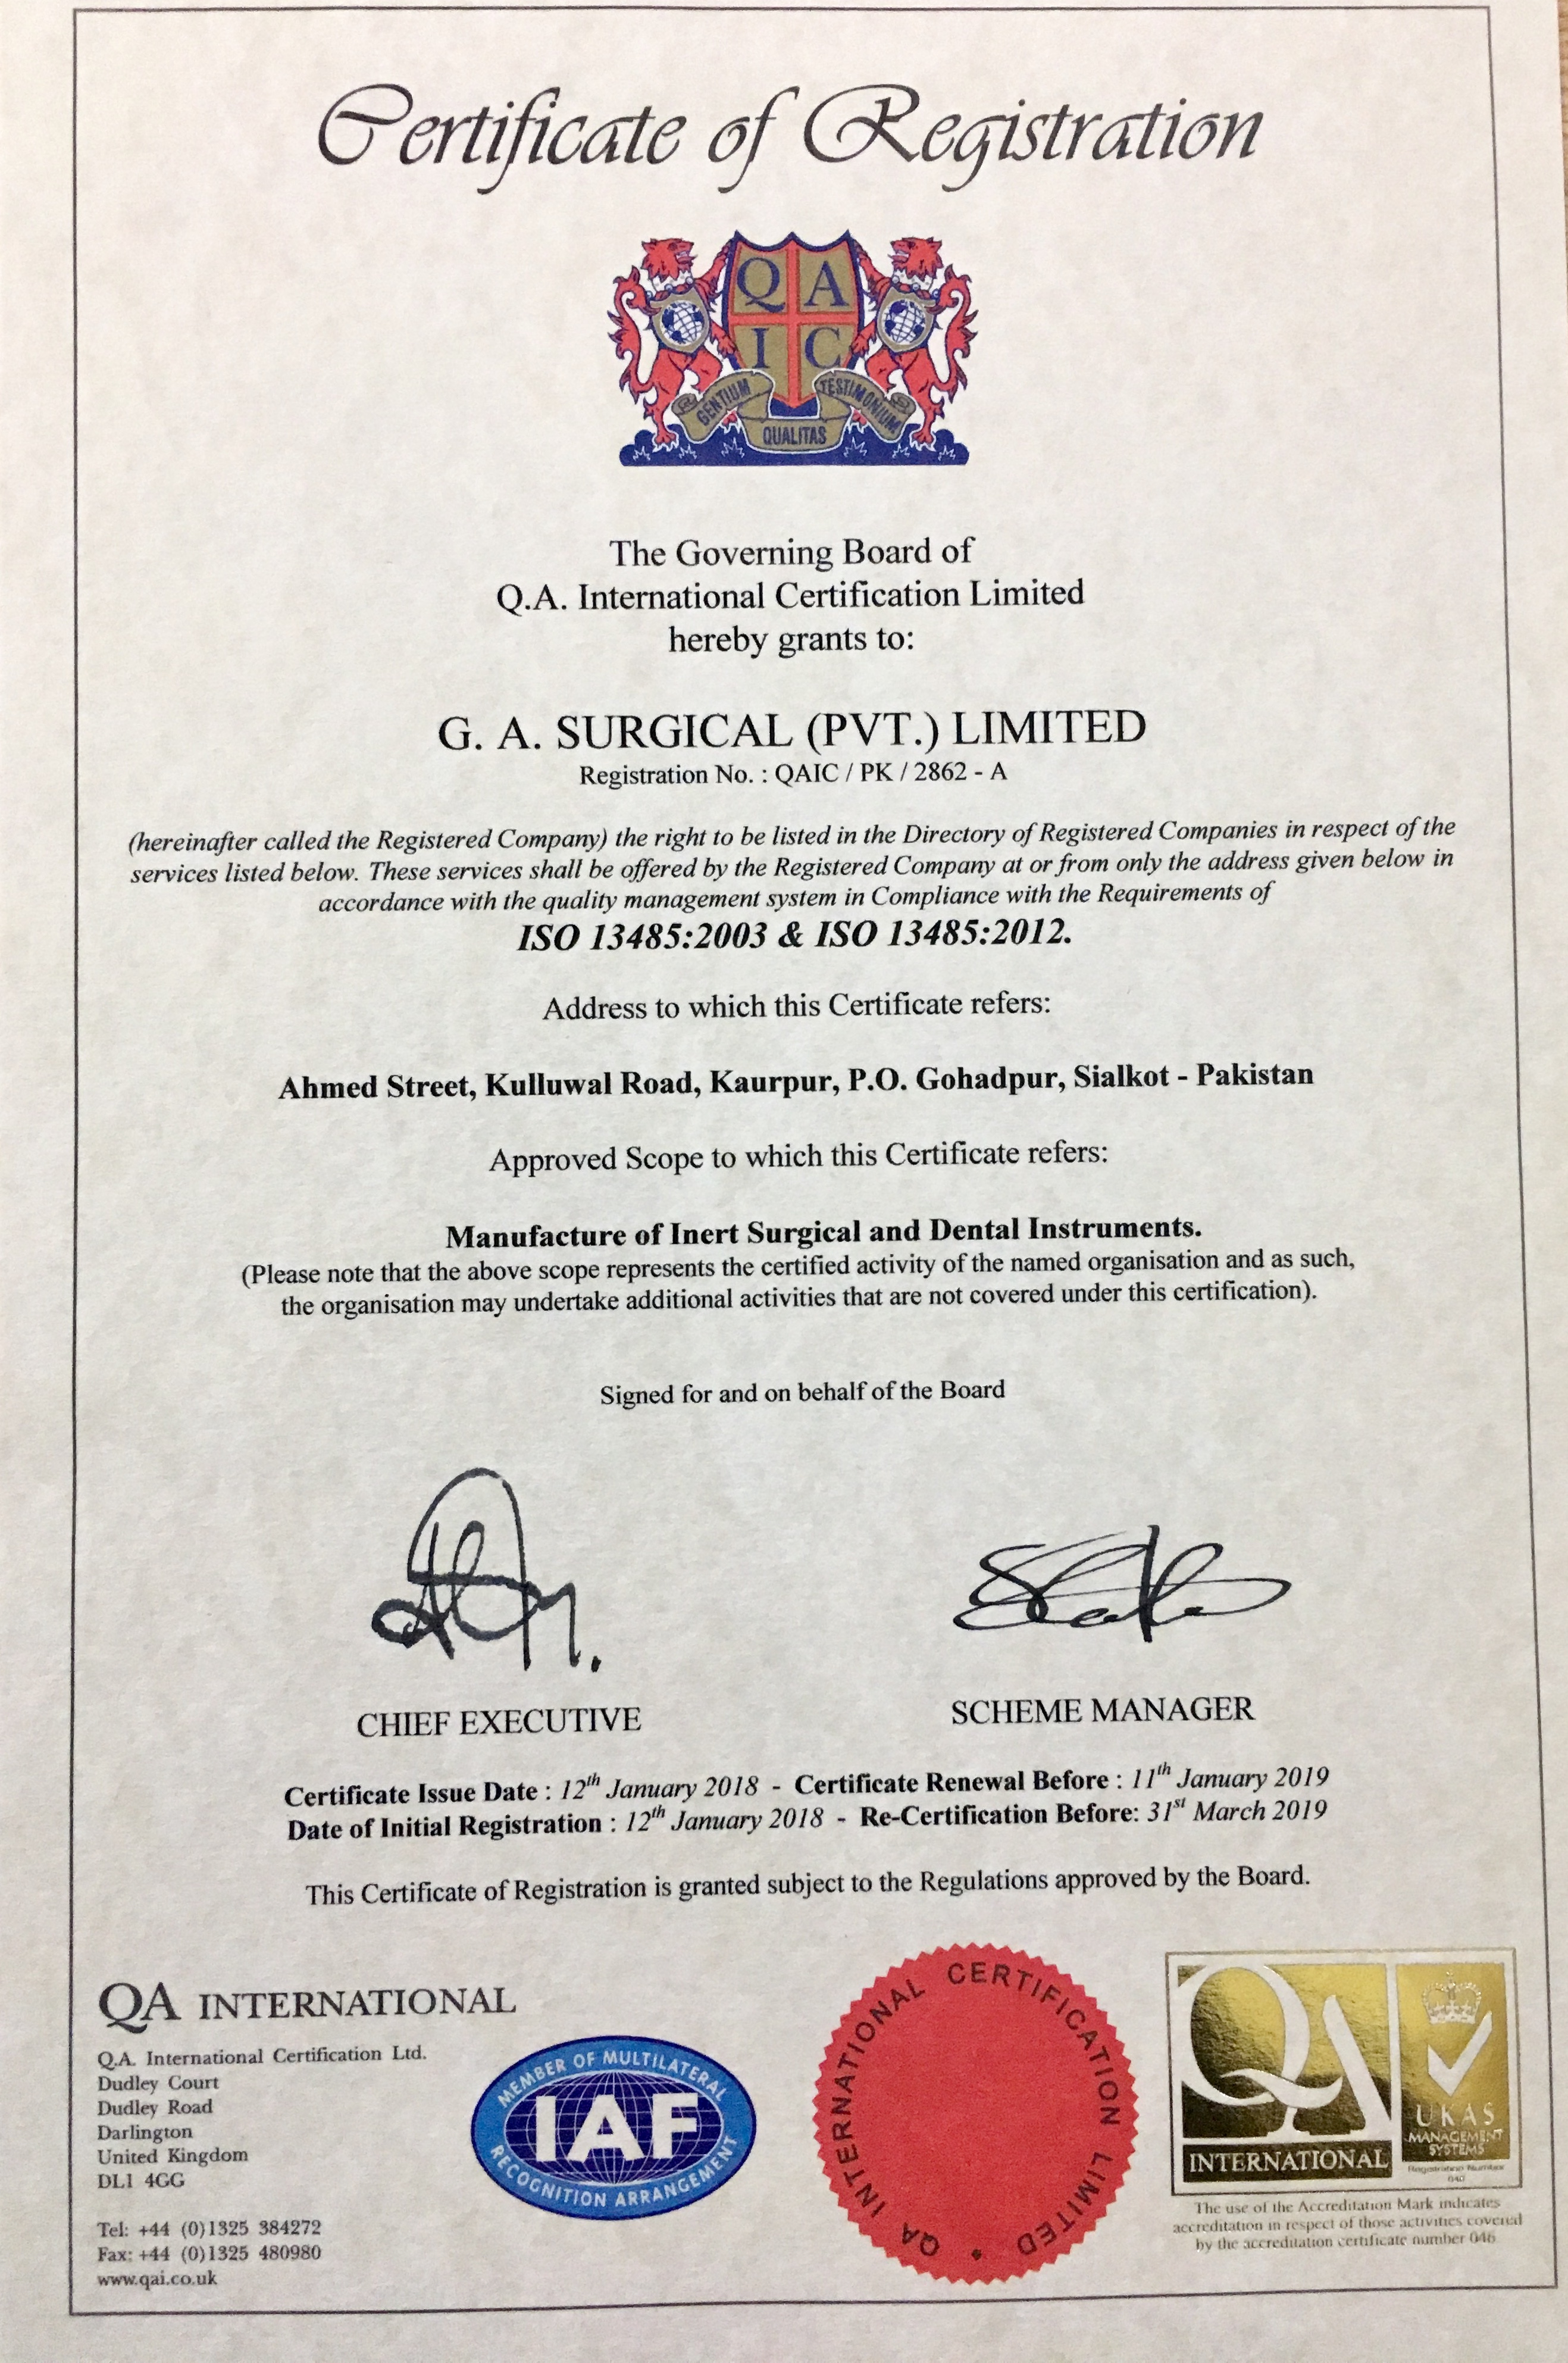 Certificate of Registration
Q A
I C
GENTIUM QUALITAS TESTIMONIUM
The Governing Board of
Q.A. International Certification Limited
hereby grants to:
G. A. SURGICAL (PVT.) LIMITED
Registration No. : QAIC / PK / 2862 - A
(hereinafter called the Registered Company) the right to be listed in the Directory of Registered Companies in respect of the
services listed below. These services shall be offered by the Registered Company at or from only the address given below in
accordance with the quality management system in Compliance with the Requirements of
ISO 13485:2003 & ISO 13485:2012.
Address to which this Certificate refers:
Ahmed Street, Kulluwal Road, Kaurpur, P.O. Gohadpur, Sialkot - Pakistan
Approved Scope to which this Certificate refers:
Manufacture of Inert Surgical and Dental Instruments.
(Please note that the above scope represents the certified activity of the named organisation and as such,
the organisation may undertake additional activities that are not covered under this certification).
Signed for and on behalf of the Board
CHIEF EXECUTIVE SCHEME MANAGER
Certificate Issue Date : 12th January 2018 - Certificate Renewal Before : 11th January 2019
Date of Initial Registration : 12th January 2018 - Re-Certification Before: 31st March 2019
This Certificate of Registration is granted subject to the Regulations approved by the Board.
QA INTERNATIONAL
Q.A. International Certification Ltd.
Dudley Court
Dudley Road
Darlington
United Kingdom
DL1 4GG
Tel: +44 (0)1325 384272
Fax: +44 (0)1325 480980
www.qai.co.uk
MEMBER OF MULTILATERAL
IAF
RECOGNITION ARRANGEMENT
QA INTERNATIONAL CERTIFICATION LIMITED
QA
INTERNATIONAL
UKAS
MANAGEMENT
SYSTEMS
Registration Number
The use of the Accreditation Mark indicates
accreditation in respect of those activities covered
by the accreditation certificate number 046